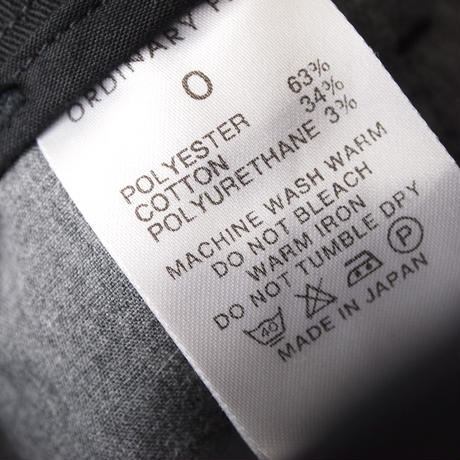 ORDINARY
0
POLYESTER 63%
COTTON 34%
POLYURETHANE 3%
MACHINE WASH WARM
DO NOT BLEACH
WARM IRON
DO NOT TUMBLE DRY
40 P
MADE IN JAPAN